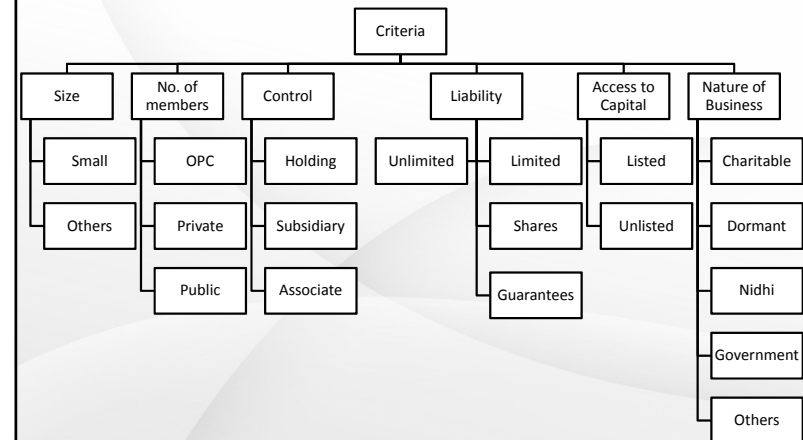 Criteria
Size
No. of
members
Control
Liability
Access to
Capital
Nature of
Business
Small
OPC
Holding
Unlimited
Limited
Listed
Charitable
Others
Private
Subsidiary
Shares
Unlisted
Dormant
Public
Associate
Guarantees
Nidhi
Government
Others